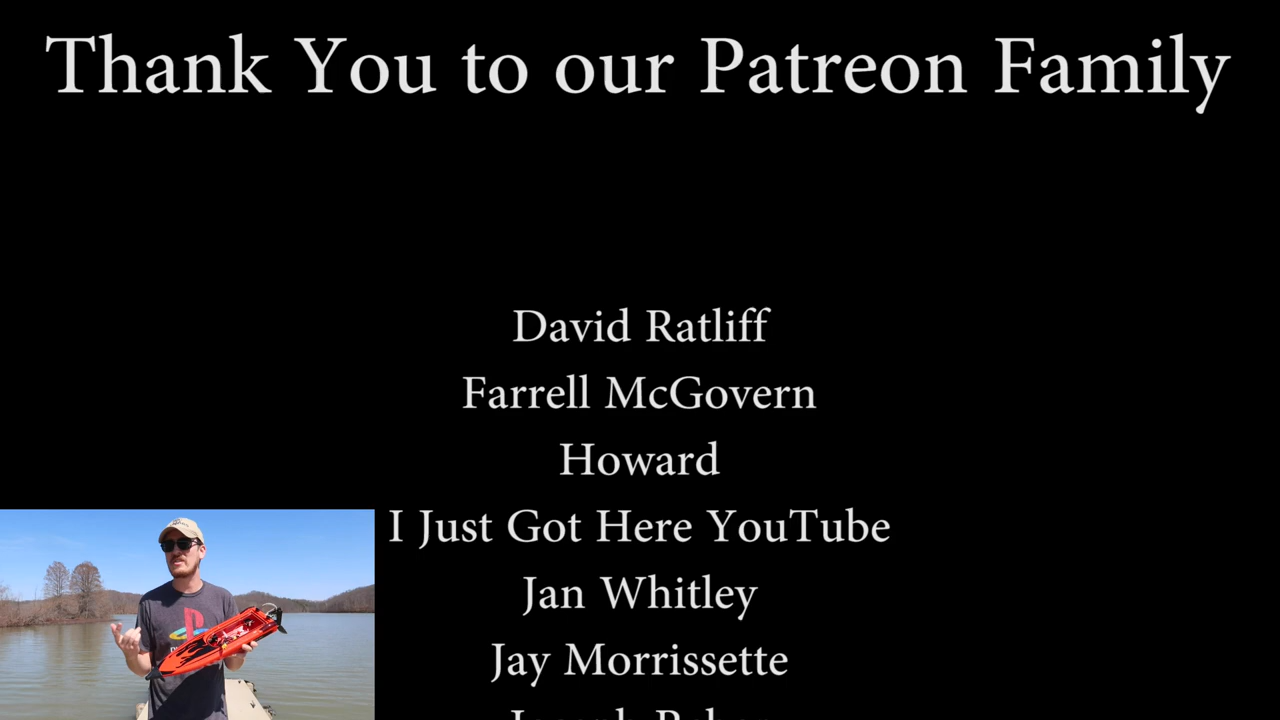 Thank You to our Patreon Family
David Ratliff
Farrell McGovern
Howard
I Just Got Here YouTube
Jan Whitley
Jay Morrissette